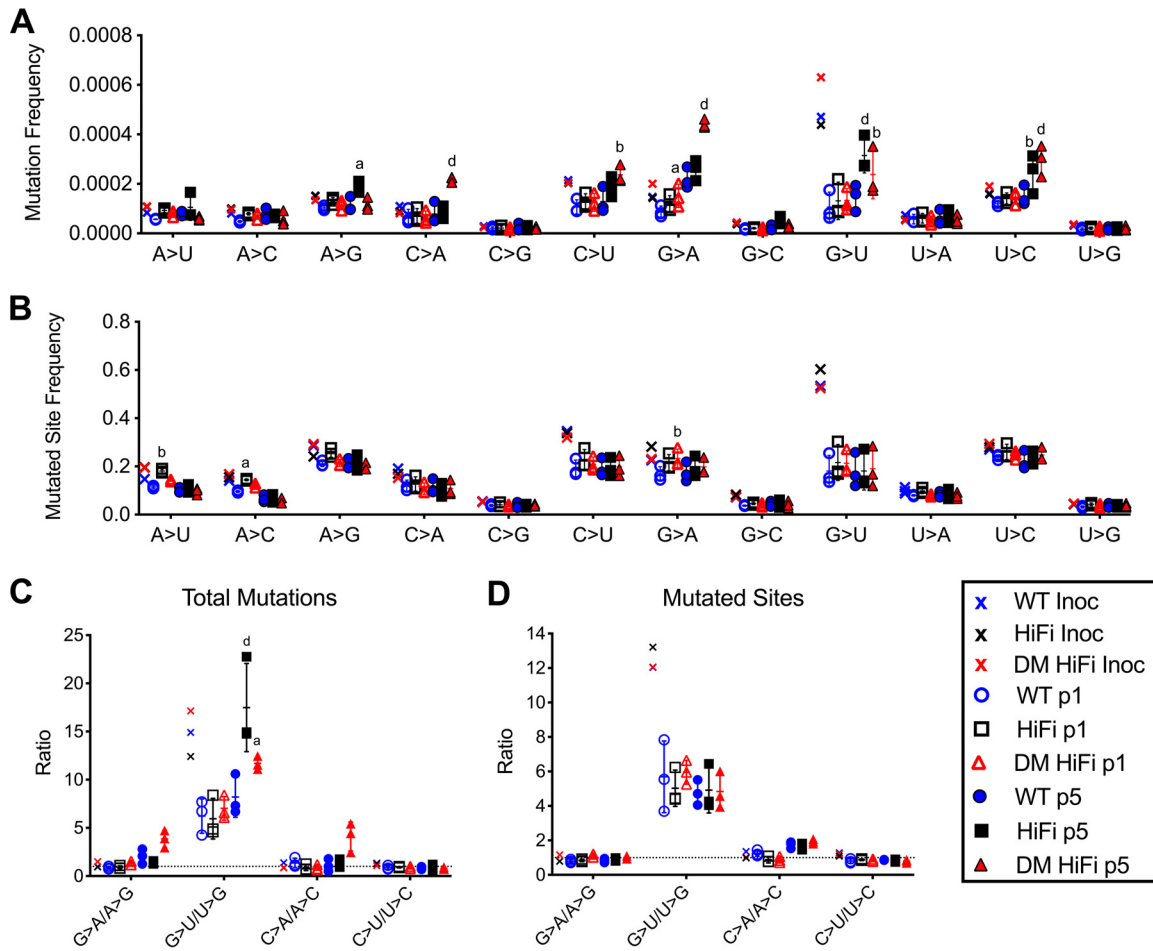 A
Mutation Frequency
0.0008
0.0006
0.0004
0.0002
0.0000
a
d
b
a
d
d
b
b
d
A>U A>C A>G C>A C>G C>U G>A G>C G>U U>A U>C U>G
B
Mutated Site Frequency
0.8
0.6
0.4
0.2
0.0
b
a
b
A>U A>C A>G C>A C>G C>U G>A G>C G>U U>A U>C U>G
C
Total Mutations
Ratio
25
20
15
10
5
0
d
a
G>A/A>G
G>U/U>G
C>A/A>C
C>U/U>C
D
Mutated Sites
Ratio
14
12
10
8
6
4
2
0
G>A/A>G
G>U/U>G
C>A/A>C
C>U/U>C
WT Inoc
HiFi Inoc
DM HiFi Inoc
WT p1
HiFi p1
DM HiFi p1
WT p5
HiFi p5
DM HiFi p5